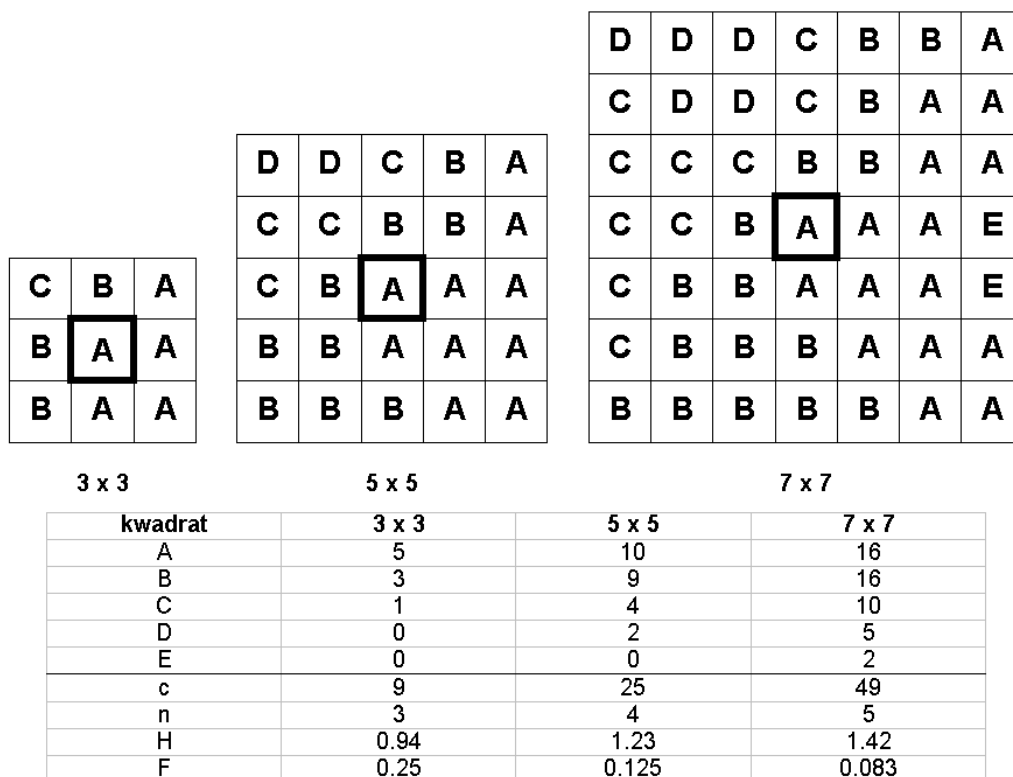 C B A
B A A
B A A
3 x 3
D D C B A
C C B B A
C B A A A
B B A A A
B B B A A
5 x 5
D D D C B B A
C D D C B A A
C C C B B A A
C C B A A A E
C B B A A A E
C B B B A A A
B B B B B A A
7 x 7
kwadrat 3 x 3 5 x 5 7 x 7
A 5 10 16
B 3 9 16
C 1 4 10
D 0 2 5
E 0 0 2
c 9 25 49
n 3 4 5
H 0.94 1.23 1.42
F 0.25 0.125 0.083